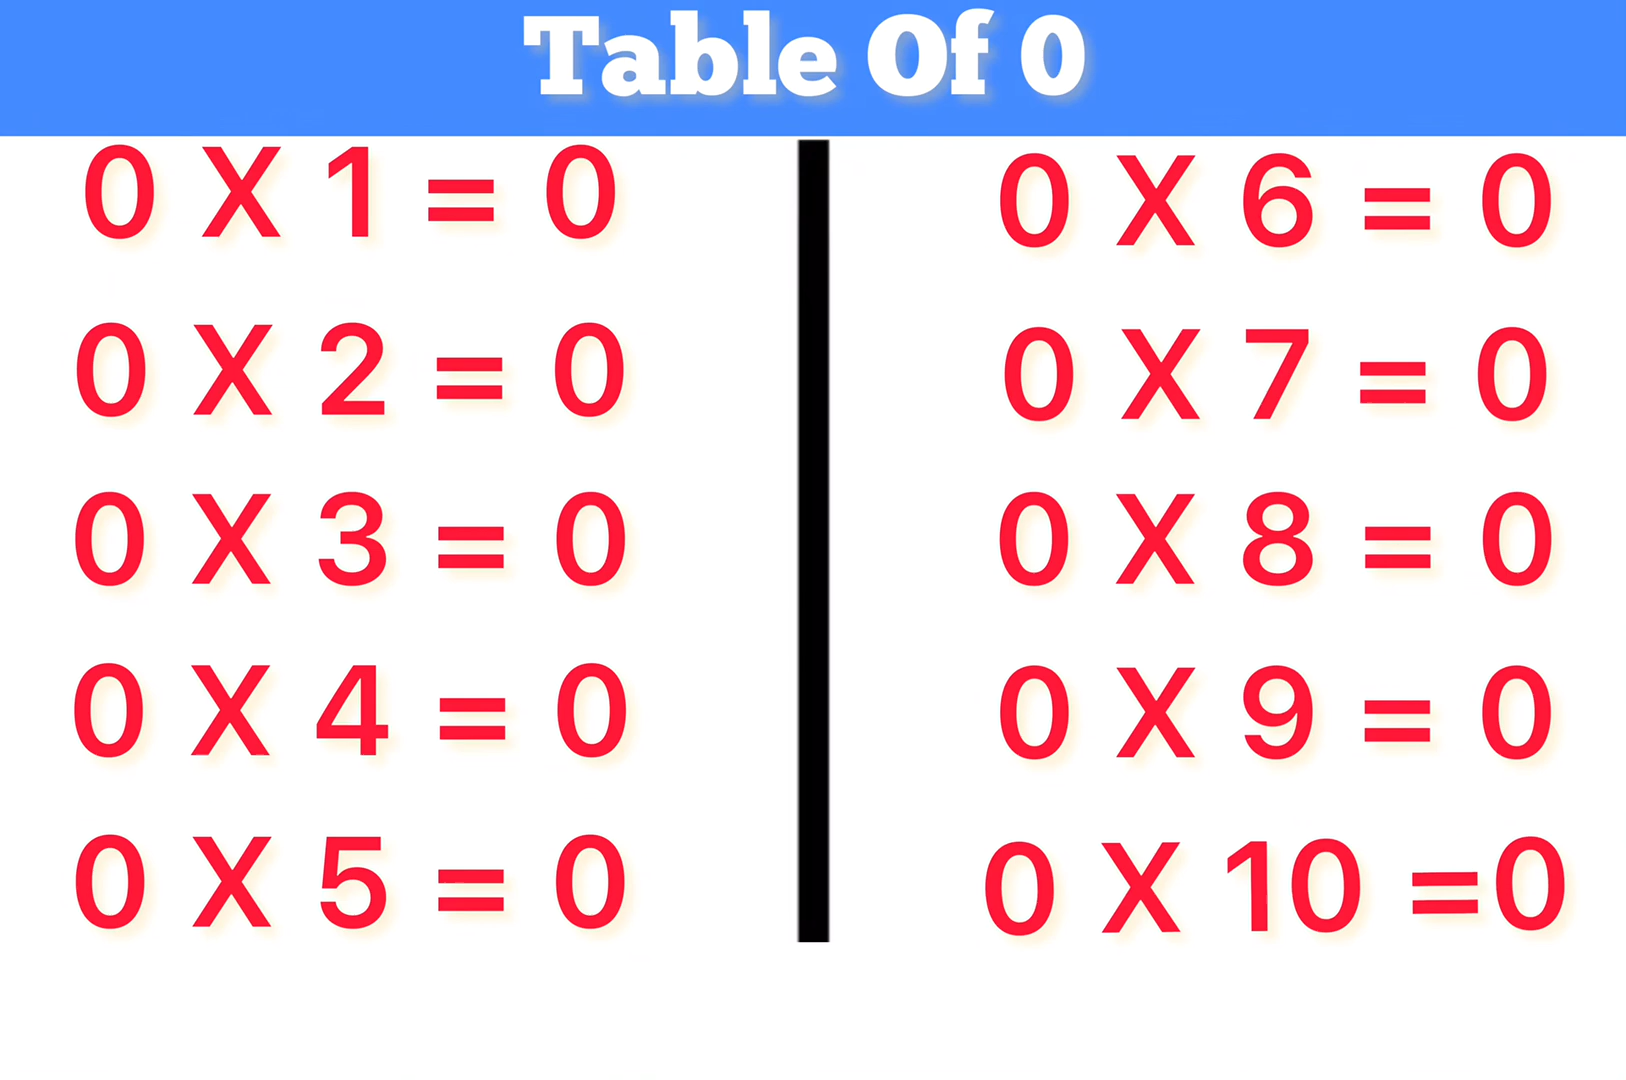 Table Of 0
0 X 1 = 0
0 X 2 = 0
0 X 3 = 0
0 X 4 = 0
0 X 5 = 0
0 X 6 = 0
0 X 7 = 0
0 X 8 = 0
0 X 9 = 0
0 X 10 =0